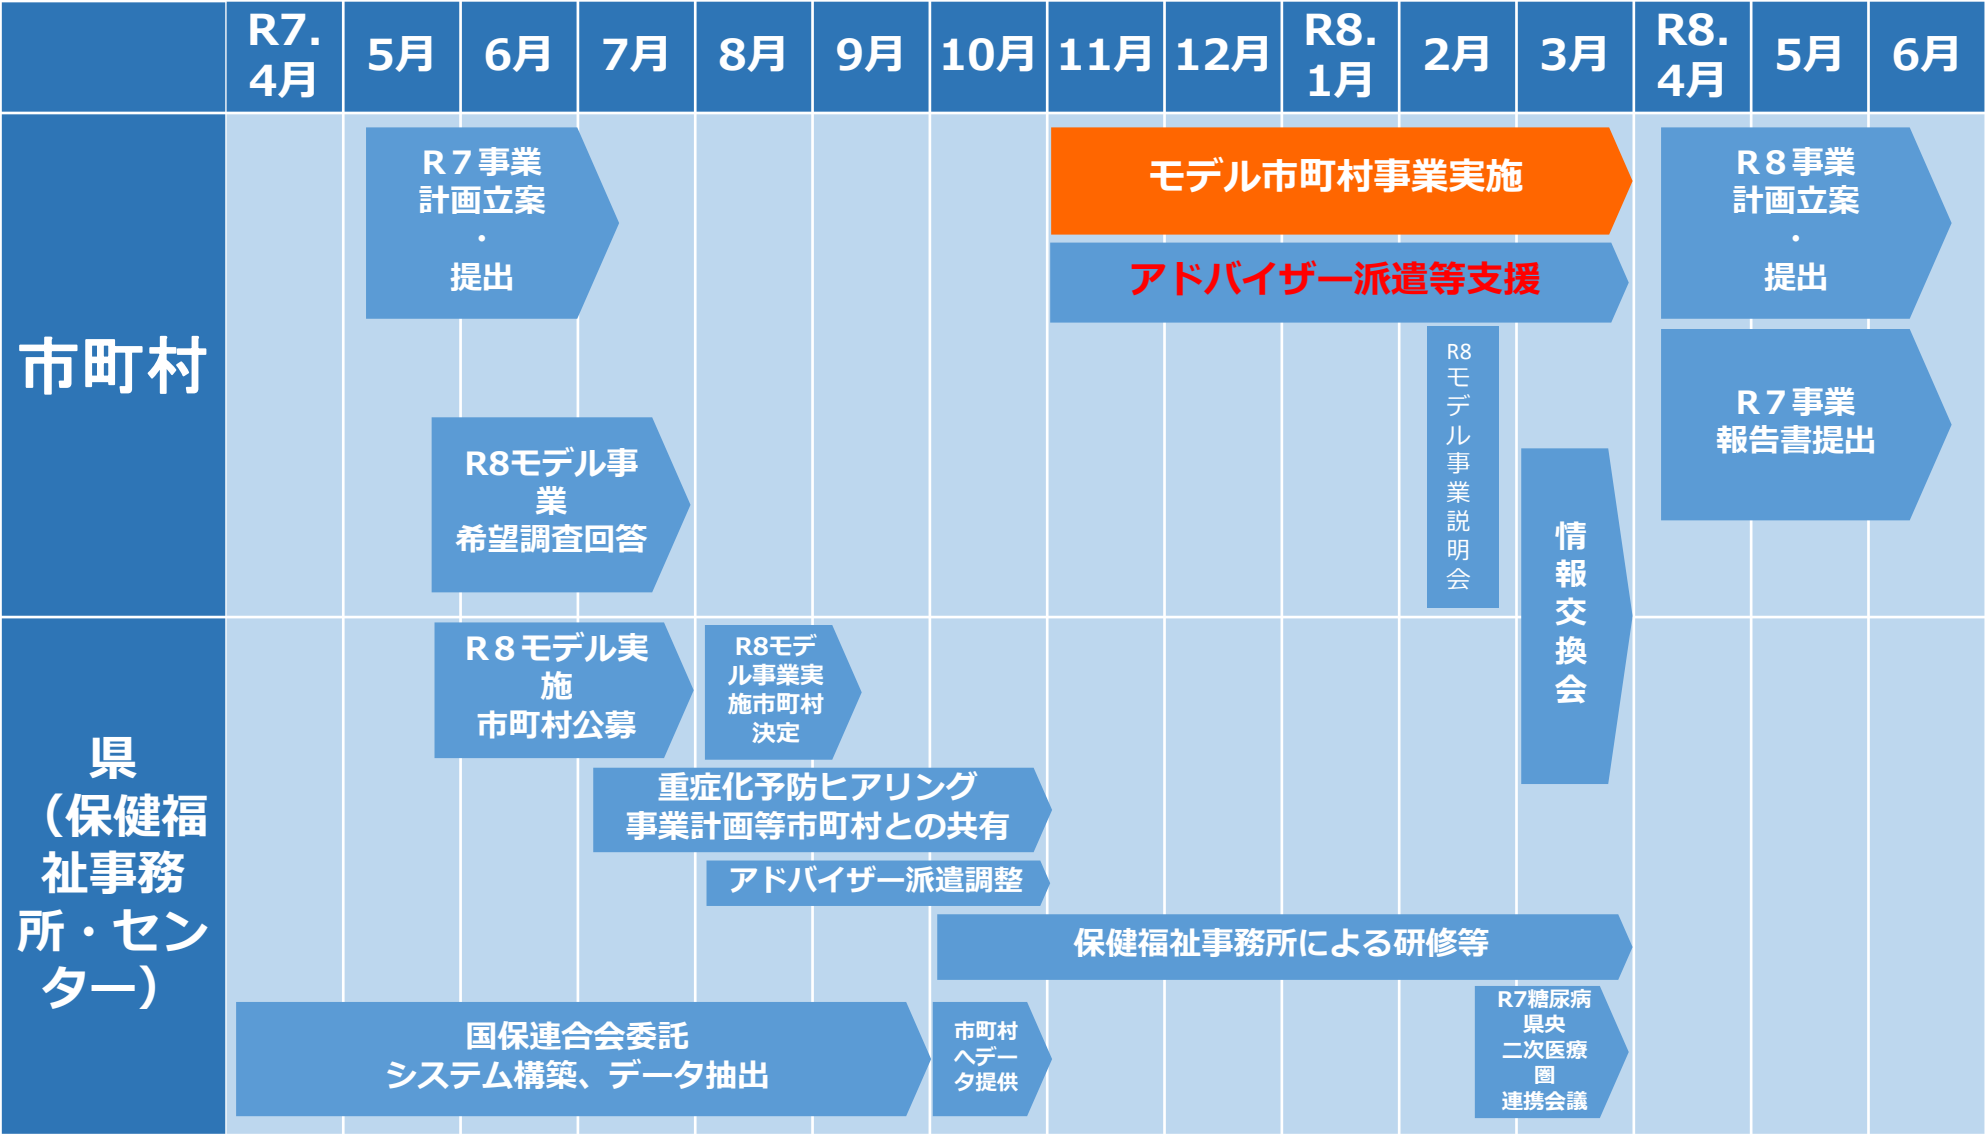 R7.
4月
5月
6月
7月
8月
9月
10月
11月
12月
R8.
1月
2月
3月
R8.
4月
5月
6月
市町村
R７事業
計画立案
・
提出
モデル市町村事業実施
アドバイザー派遣等支援
R８事業
計画立案
・
提出
R8モデル事
業
希望調査回答
R8
モ
デ
ル
事
業
説
明
会
R７事業
報告書提出
情
報
交
換
会
県
（保健福
祉事務
所・セン
ター）
R８モデル実
施
市町村公募
R8モデ
ル事業実
施市町村
決定
重症化予防ヒアリング
事業計画等市町村との共有
アドバイザー派遣調整
保健福祉事務所による研修等
国保連合会委託
システム構築、データ抽出
市町村
へデー
タ提供
R7糖尿病
県央
二次医療
圏
連携会議